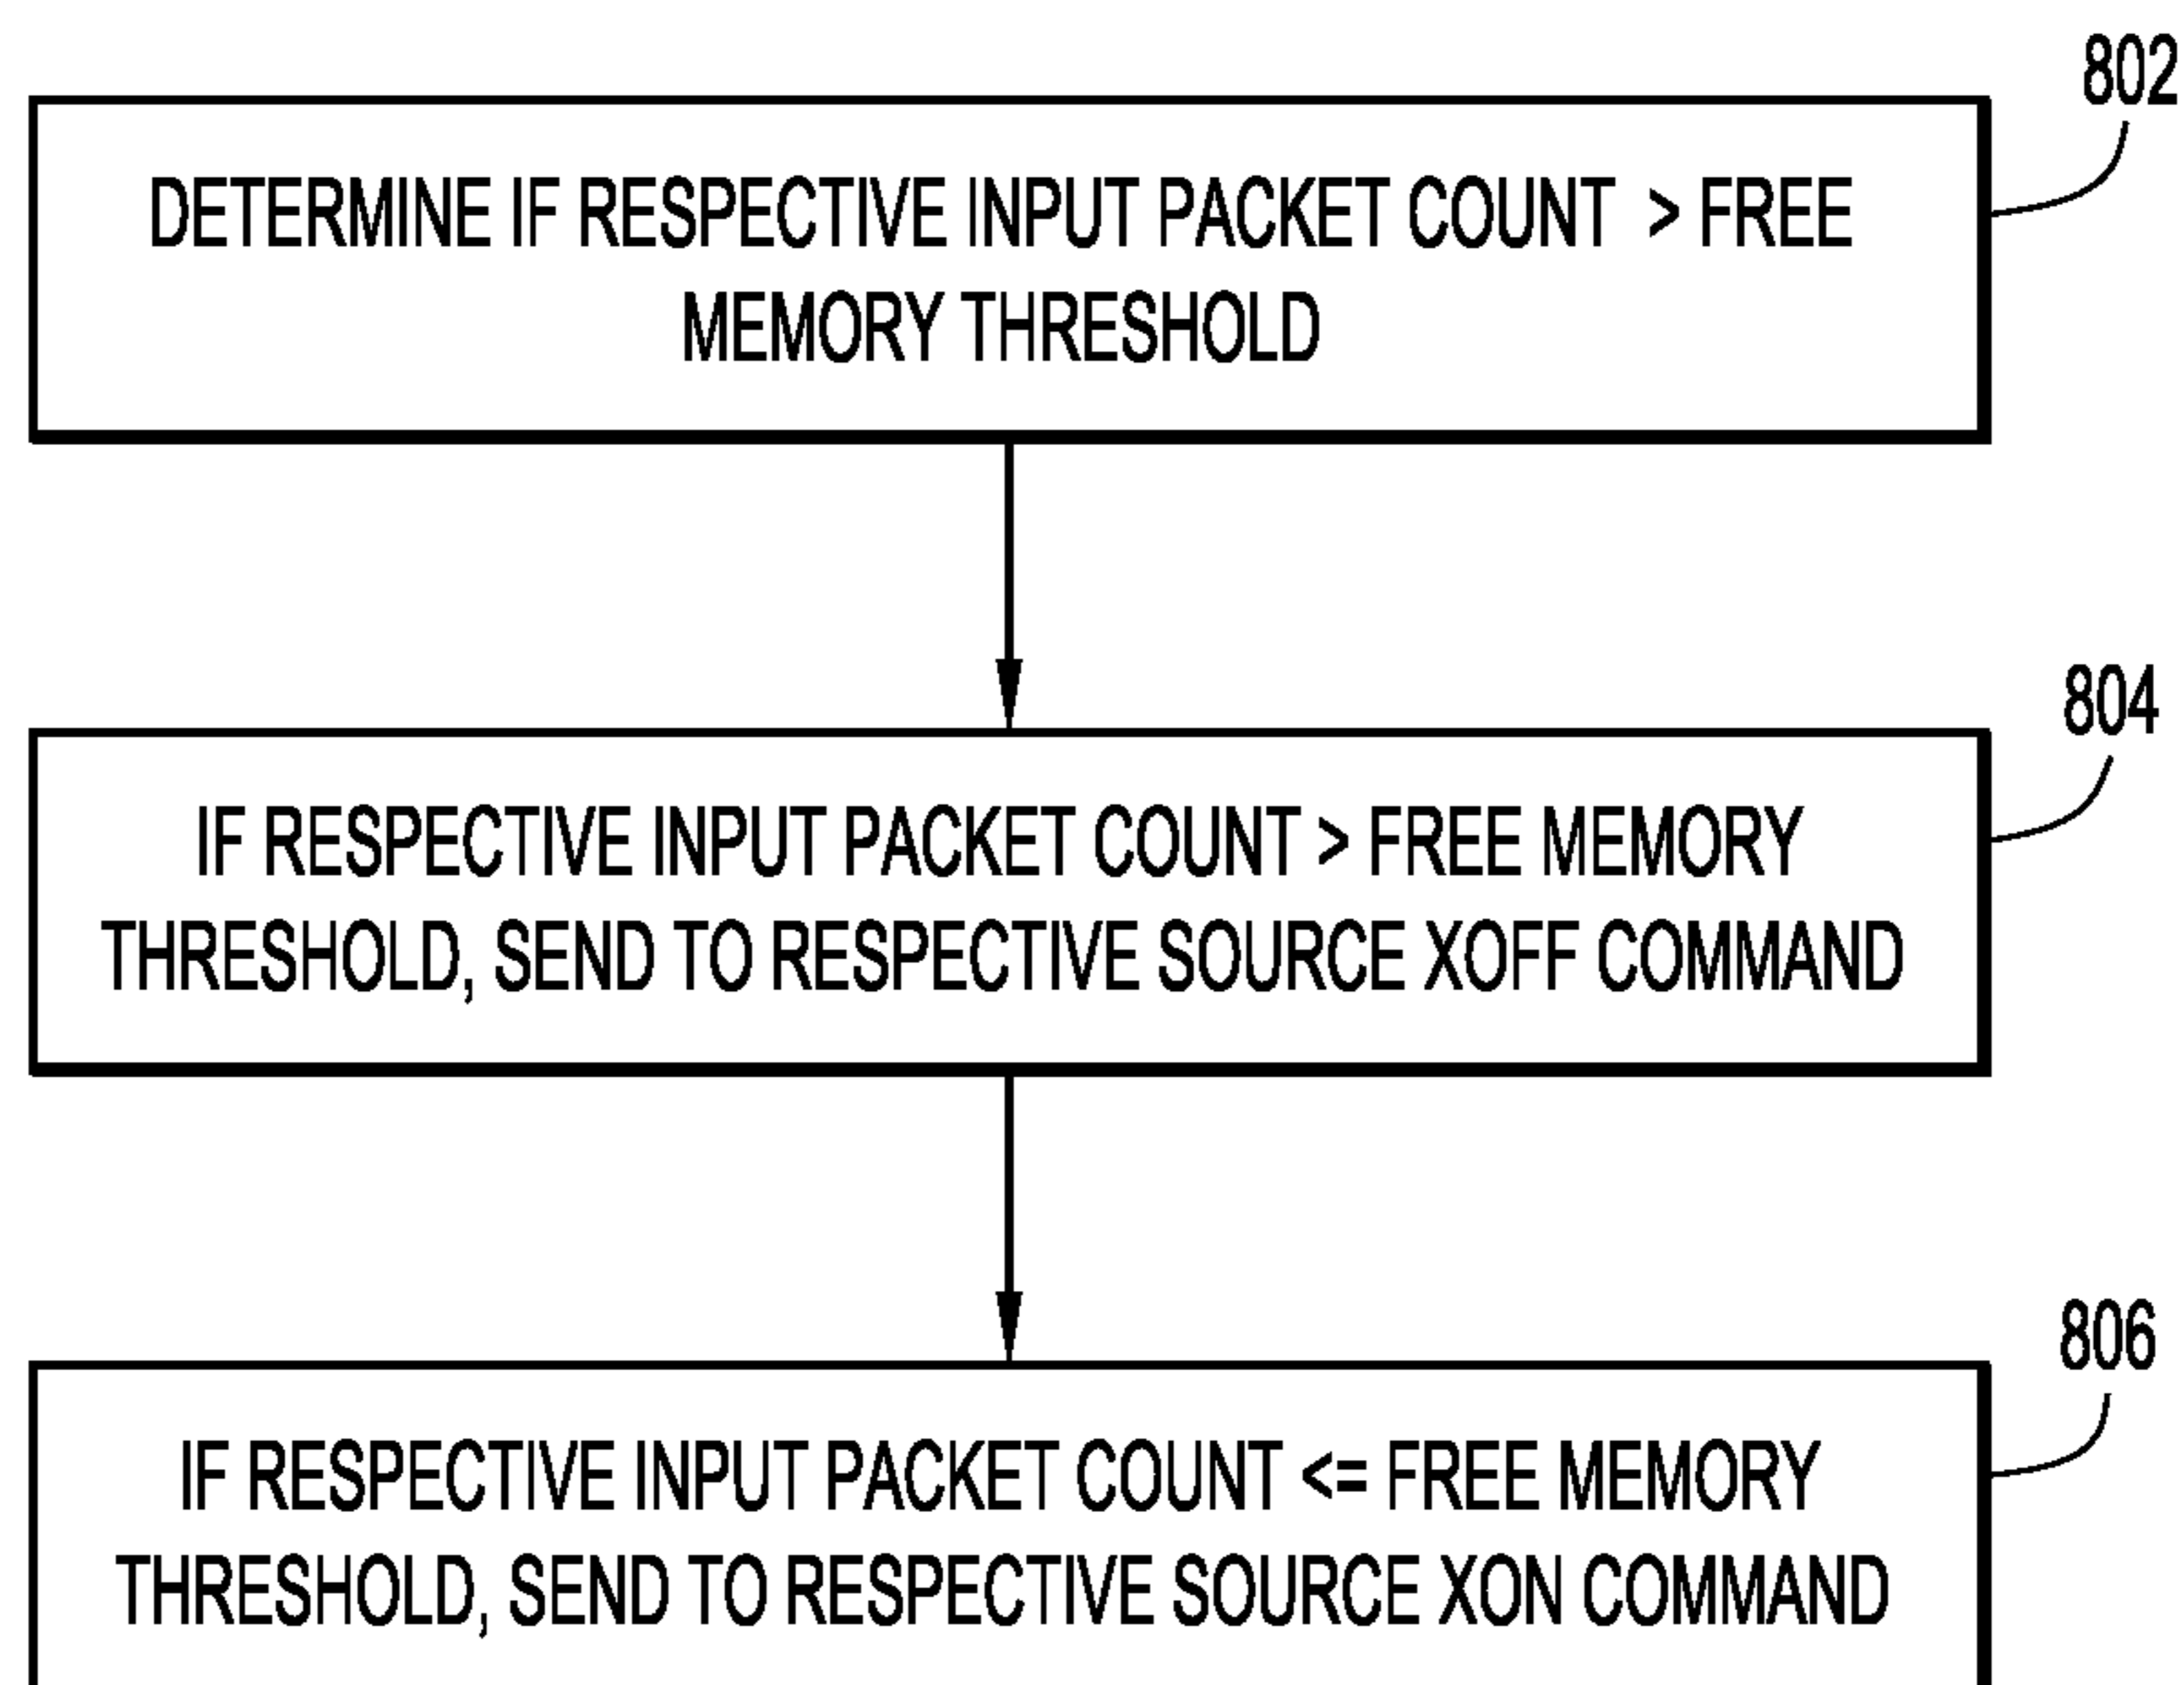 802
DETERMINE IF RESPECTIVE INPUT PACKET COUNT > FREE
MEMORY THRESHOLD
804
IF RESPECTIVE INPUT PACKET COUNT > FREE MEMORY
THRESHOLD, SEND TO RESPECTIVE SOURCE XOFF COMMAND
806
IF RESPECTIVE INPUT PACKET COUNT <= FREE MEMORY
THRESHOLD, SEND TO RESPECTIVE SOURCE XON COMMAND